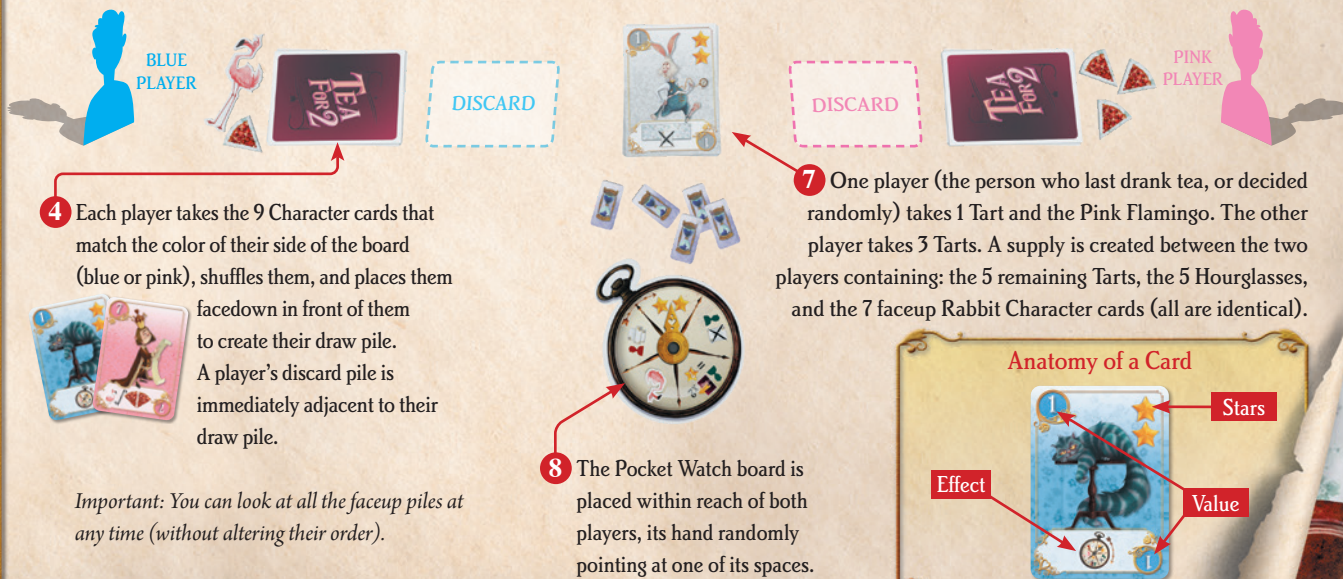 BLUE
PLAYER
TEA
FOR 2
DISCARD
1
1
DISCARD
TEA
FOR 2
PINK
PLAYER
4 Each player takes the 9 Character cards that
match the color of their side of the board
(blue or pink), shuffles them, and places them
facedown in front of them
to create their draw pile.
A player's discard pile is
immediately adjacent to their
draw pile.
1
7
Important: You can look at all the faceup piles at
any time (without altering their order).
7 One player (the person who last drank tea, or decided
randomly) takes 1 Tart and the Pink Flamingo. The other
player takes 3 Tarts. A supply is created between the two
players containing: the 5 remaining Tarts, the 5 Hourglasses,
and the 7 faceup Rabbit Character cards (all are identical).
8 The Pocket Watch board is
placed within reach of both
players, its hand randomly
pointing at one of its spaces.
Anatomy of a Card
1
Stars
Effect
Value
1